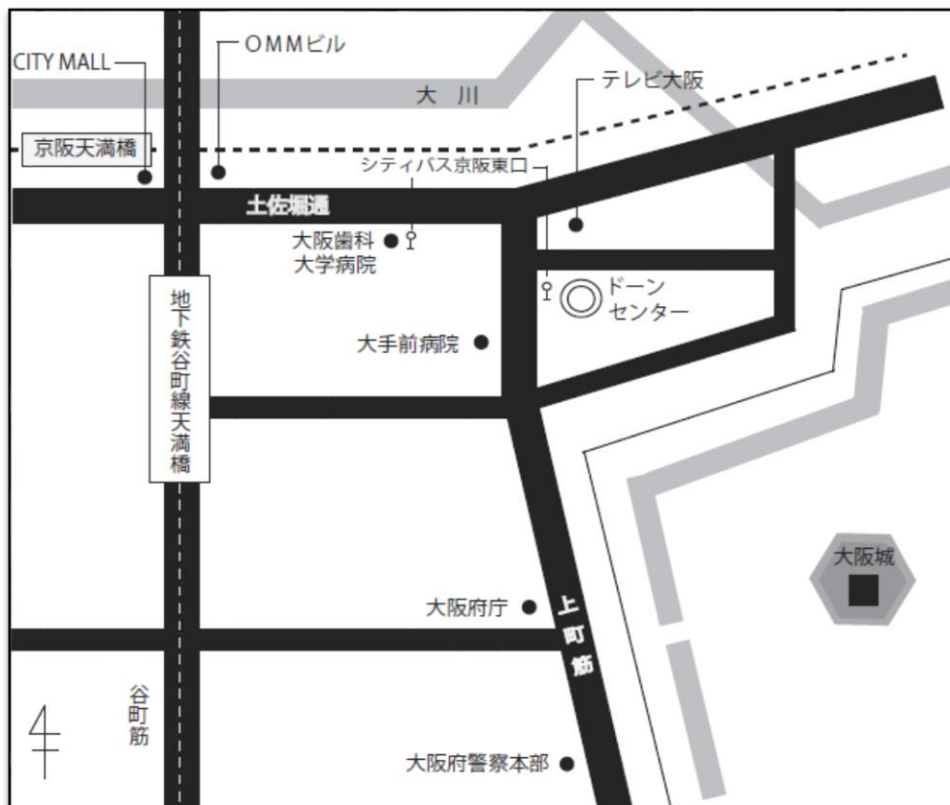 OMMビル
CITY MALL
大川
テレビ大阪
京阪天満橋
シティバス京阪東口
土佐堀通
大阪歯科
大学病院
ドーン
センター
地下鉄谷町線天満橋
大手前病院
大阪城
大阪府庁
上町筋
谷町筋
大阪府警察本部